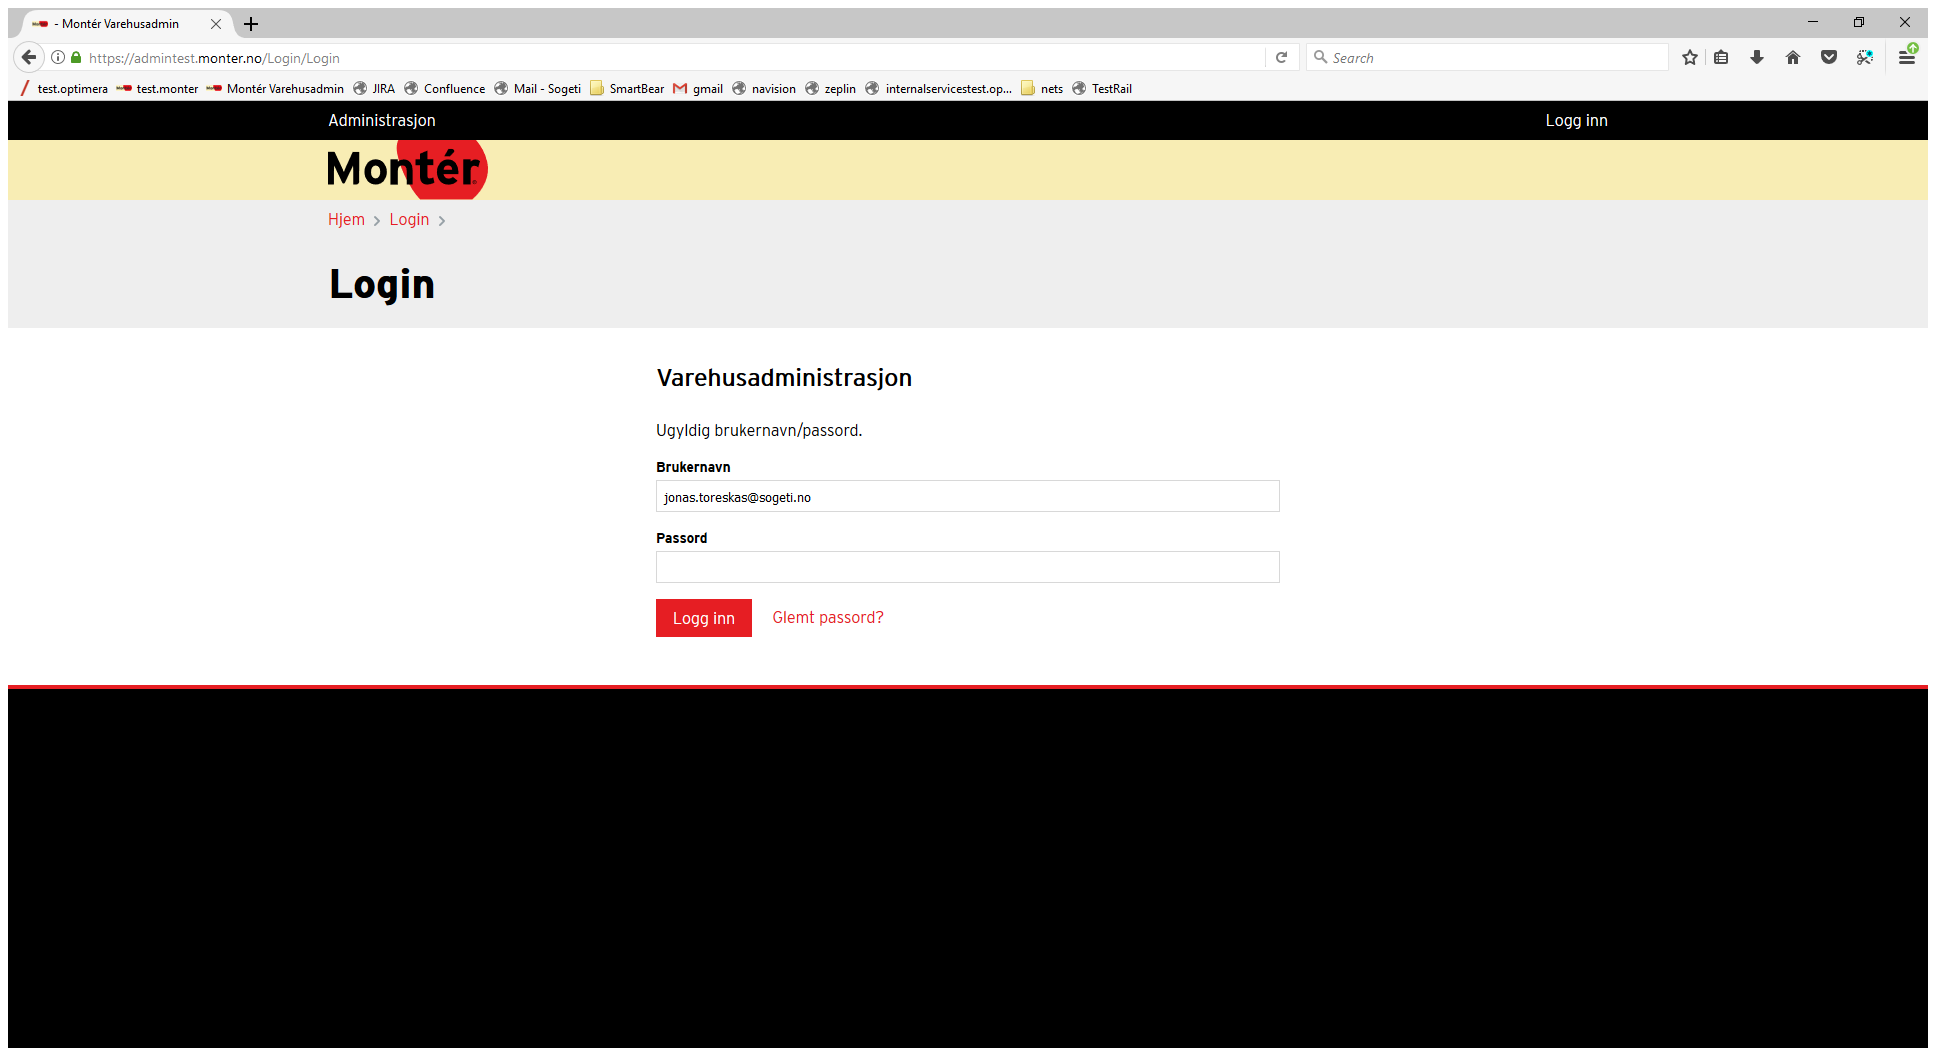 - Montér Varehusadmin
https://admintest.monter.no/Login/Login
Search
test.optimera test.monter Montér Varehusadmin JIRA Confluence Mail - Sogeti SmartBear gmail navision zeplin internalservicestest.op... nets TestRail
Administrasjon Logg inn
Montér
Hjem > Login >
Login
Varehusadministrasjon
Ugyldig brukernavn/passord.
Brukernavn
jonas.toreskas@sogeti.no
Passord
Logg inn Glemt passord?